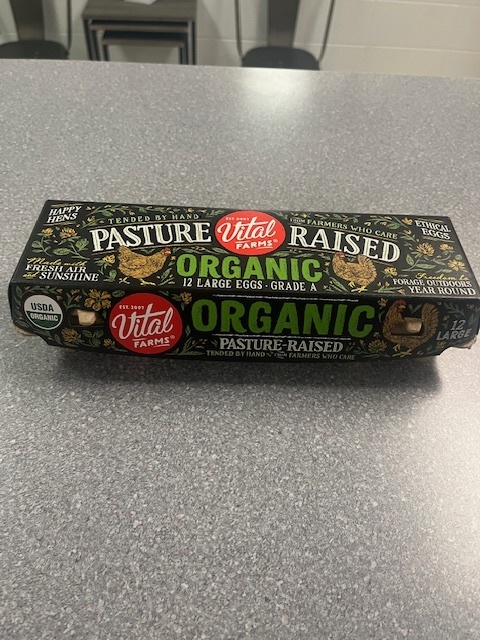 HAPPY
HENS
TENDED BY HAND
EST. 2007
FROM FARMERS WHO CARE
ETHICAL
EGGS
PASTURE Vital RAISED
FARMS®
Made with
FRESH AIR
and SUNSHINE
ORGANIC
Freedom to
FORAGE OUTDOORS
YEAR ROUND
12 LARGE EGGS · GRADE A
USDA
ORGANIC
EST. 2007
Vital
FARMS®
ORGANIC
PASTURE-RAISED
TENDED BY HAND FROM FARMERS WHO CARE
12
LARGE